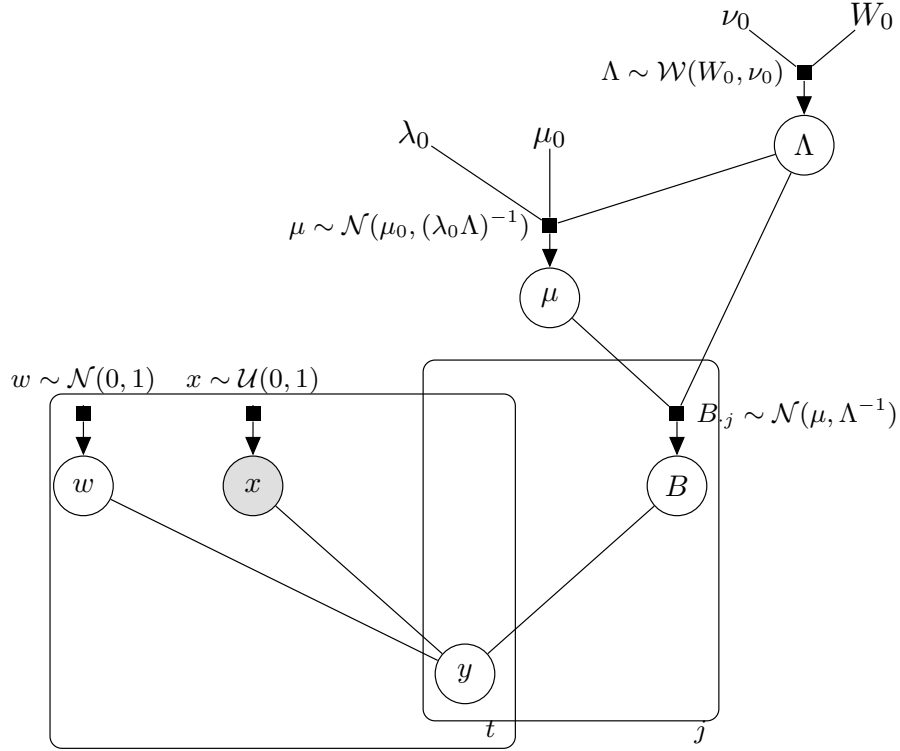 ν₀ W₀
Λ ∼ 𝒲(W₀, ν₀)
Λ
λ₀ μ₀
μ ∼ 𝒩(μ₀, (λ₀Λ)⁻¹)
μ
w ∼ 𝒩(0, 1) x ∼ 𝒰(0, 1)
B.ⱼ ∼ 𝒩(μ, Λ⁻¹)
w x B
y
t j